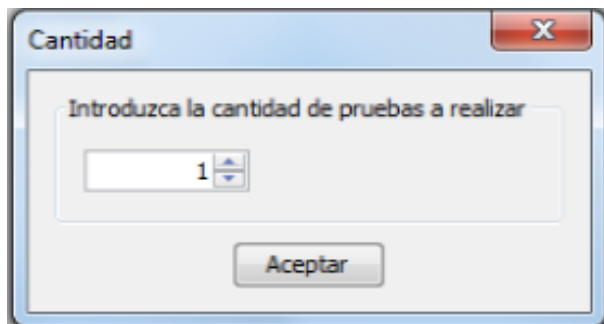 Cantidad
Introduzca la cantidad de pruebas a realizar
1
Aceptar